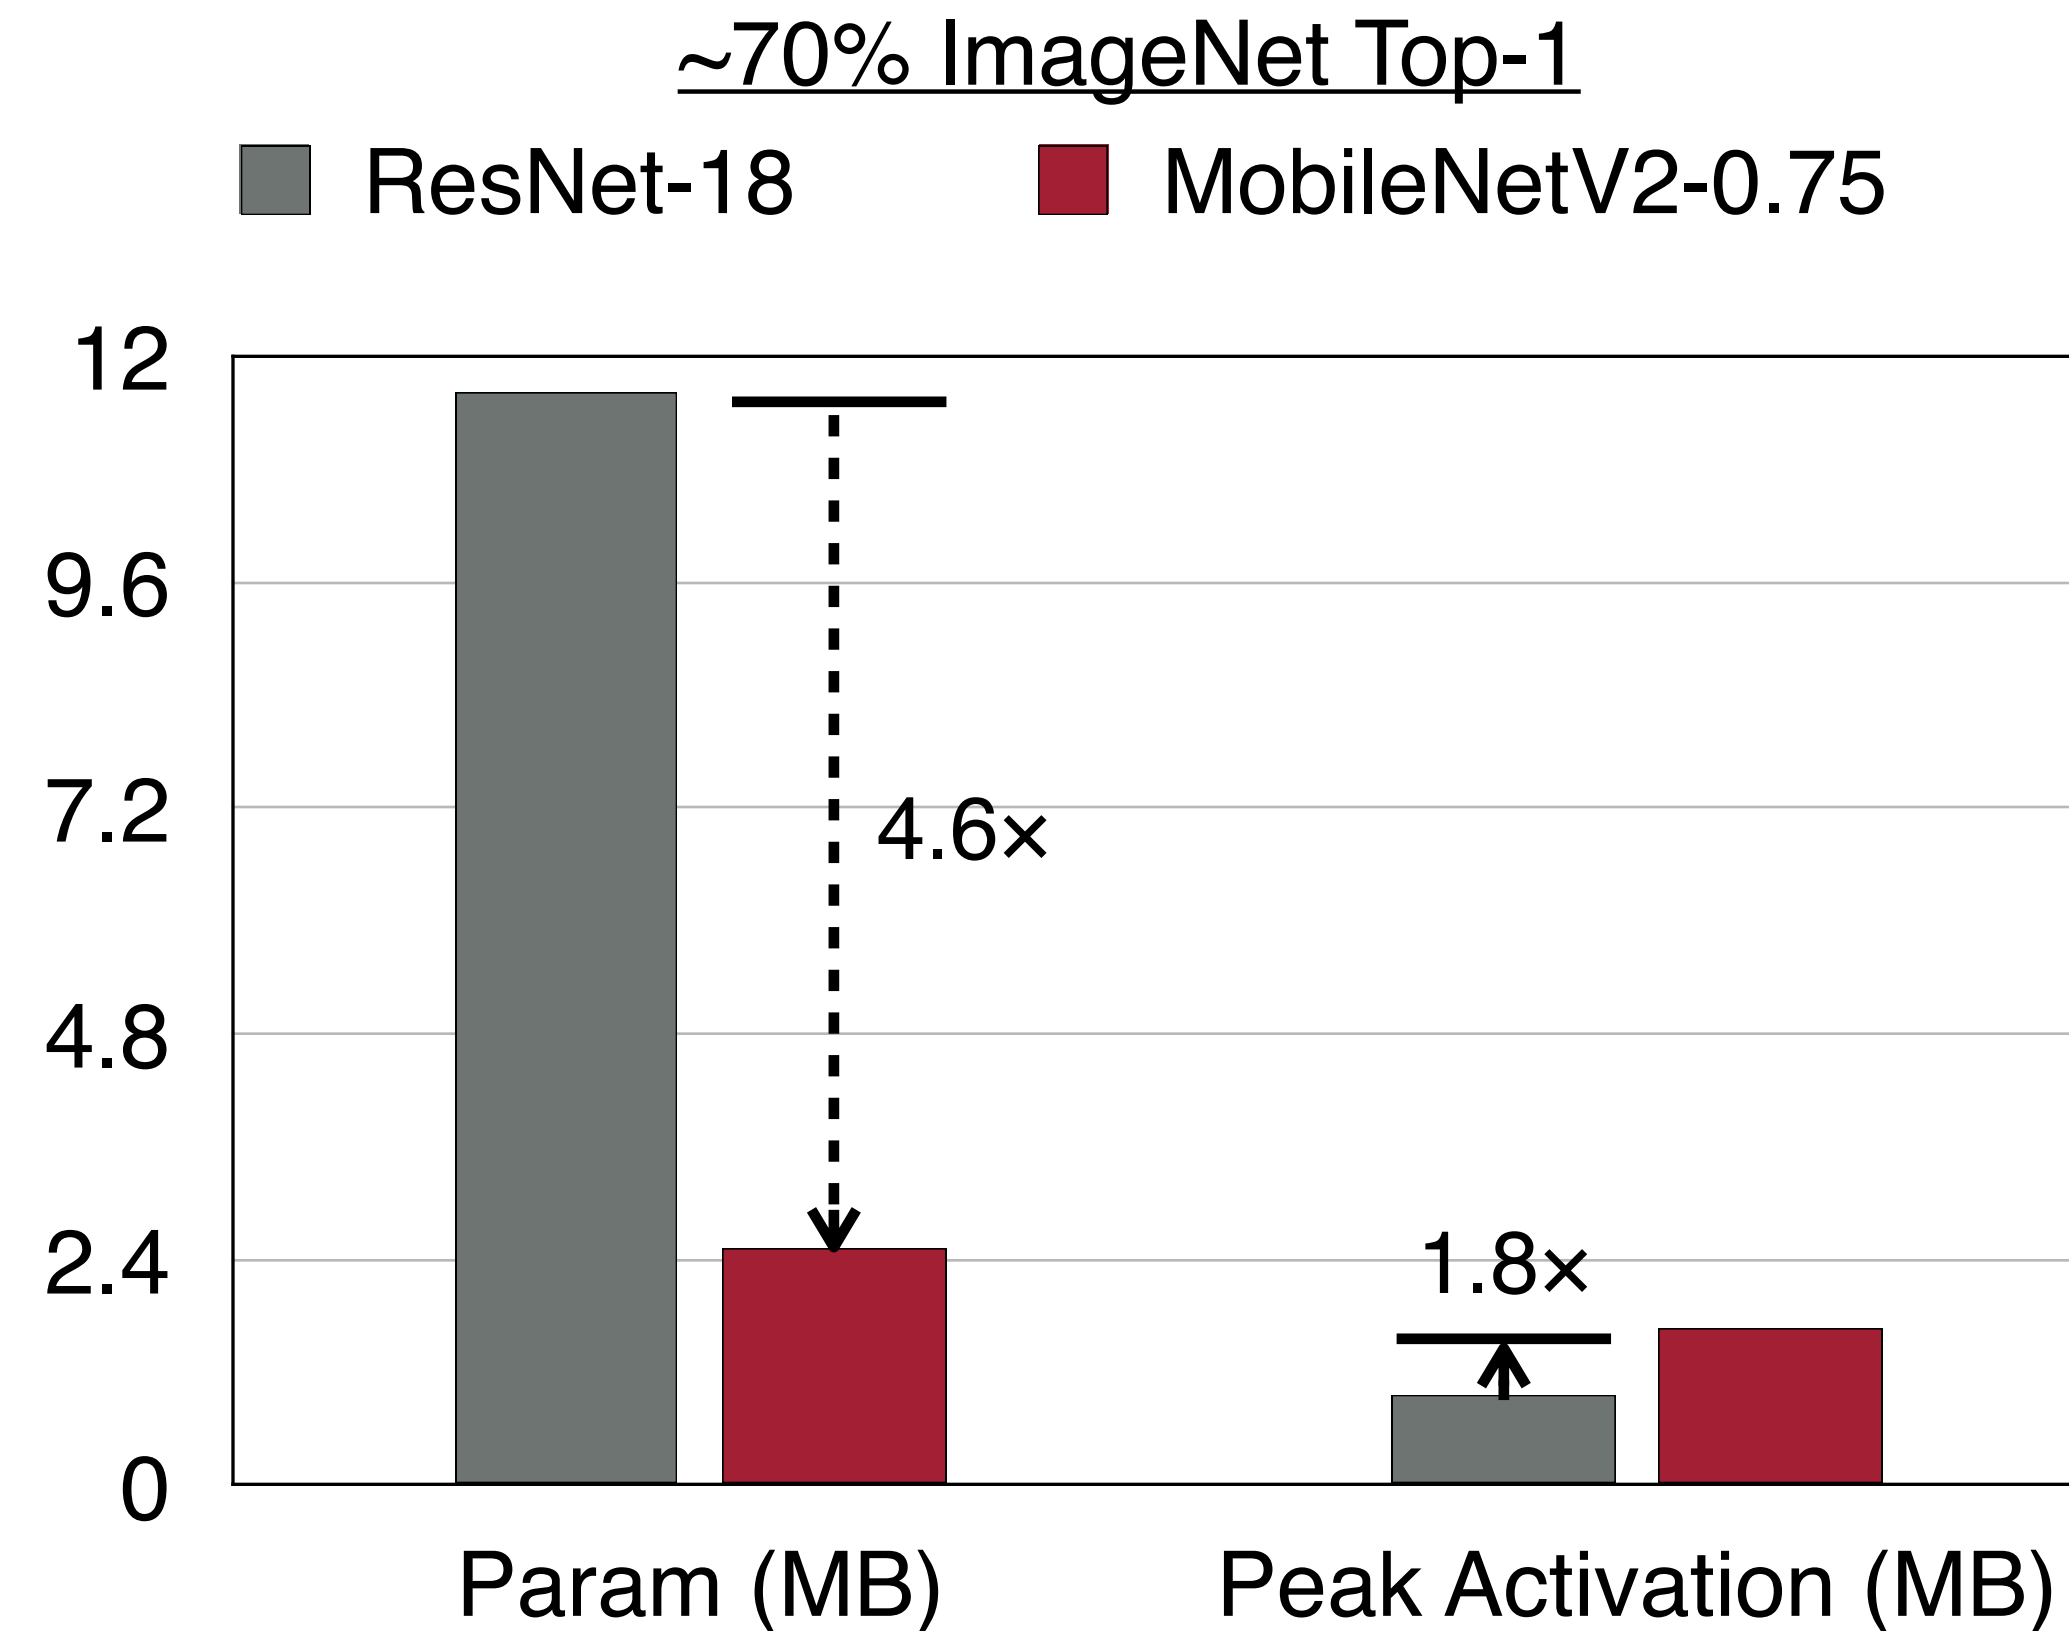 ~70% ImageNet Top-1
ResNet-18 MobileNetV2-0.75
12
9.6
7.2
4.6×
4.8
2.4
1.8×
0
Param (MB) Peak Activation (MB)